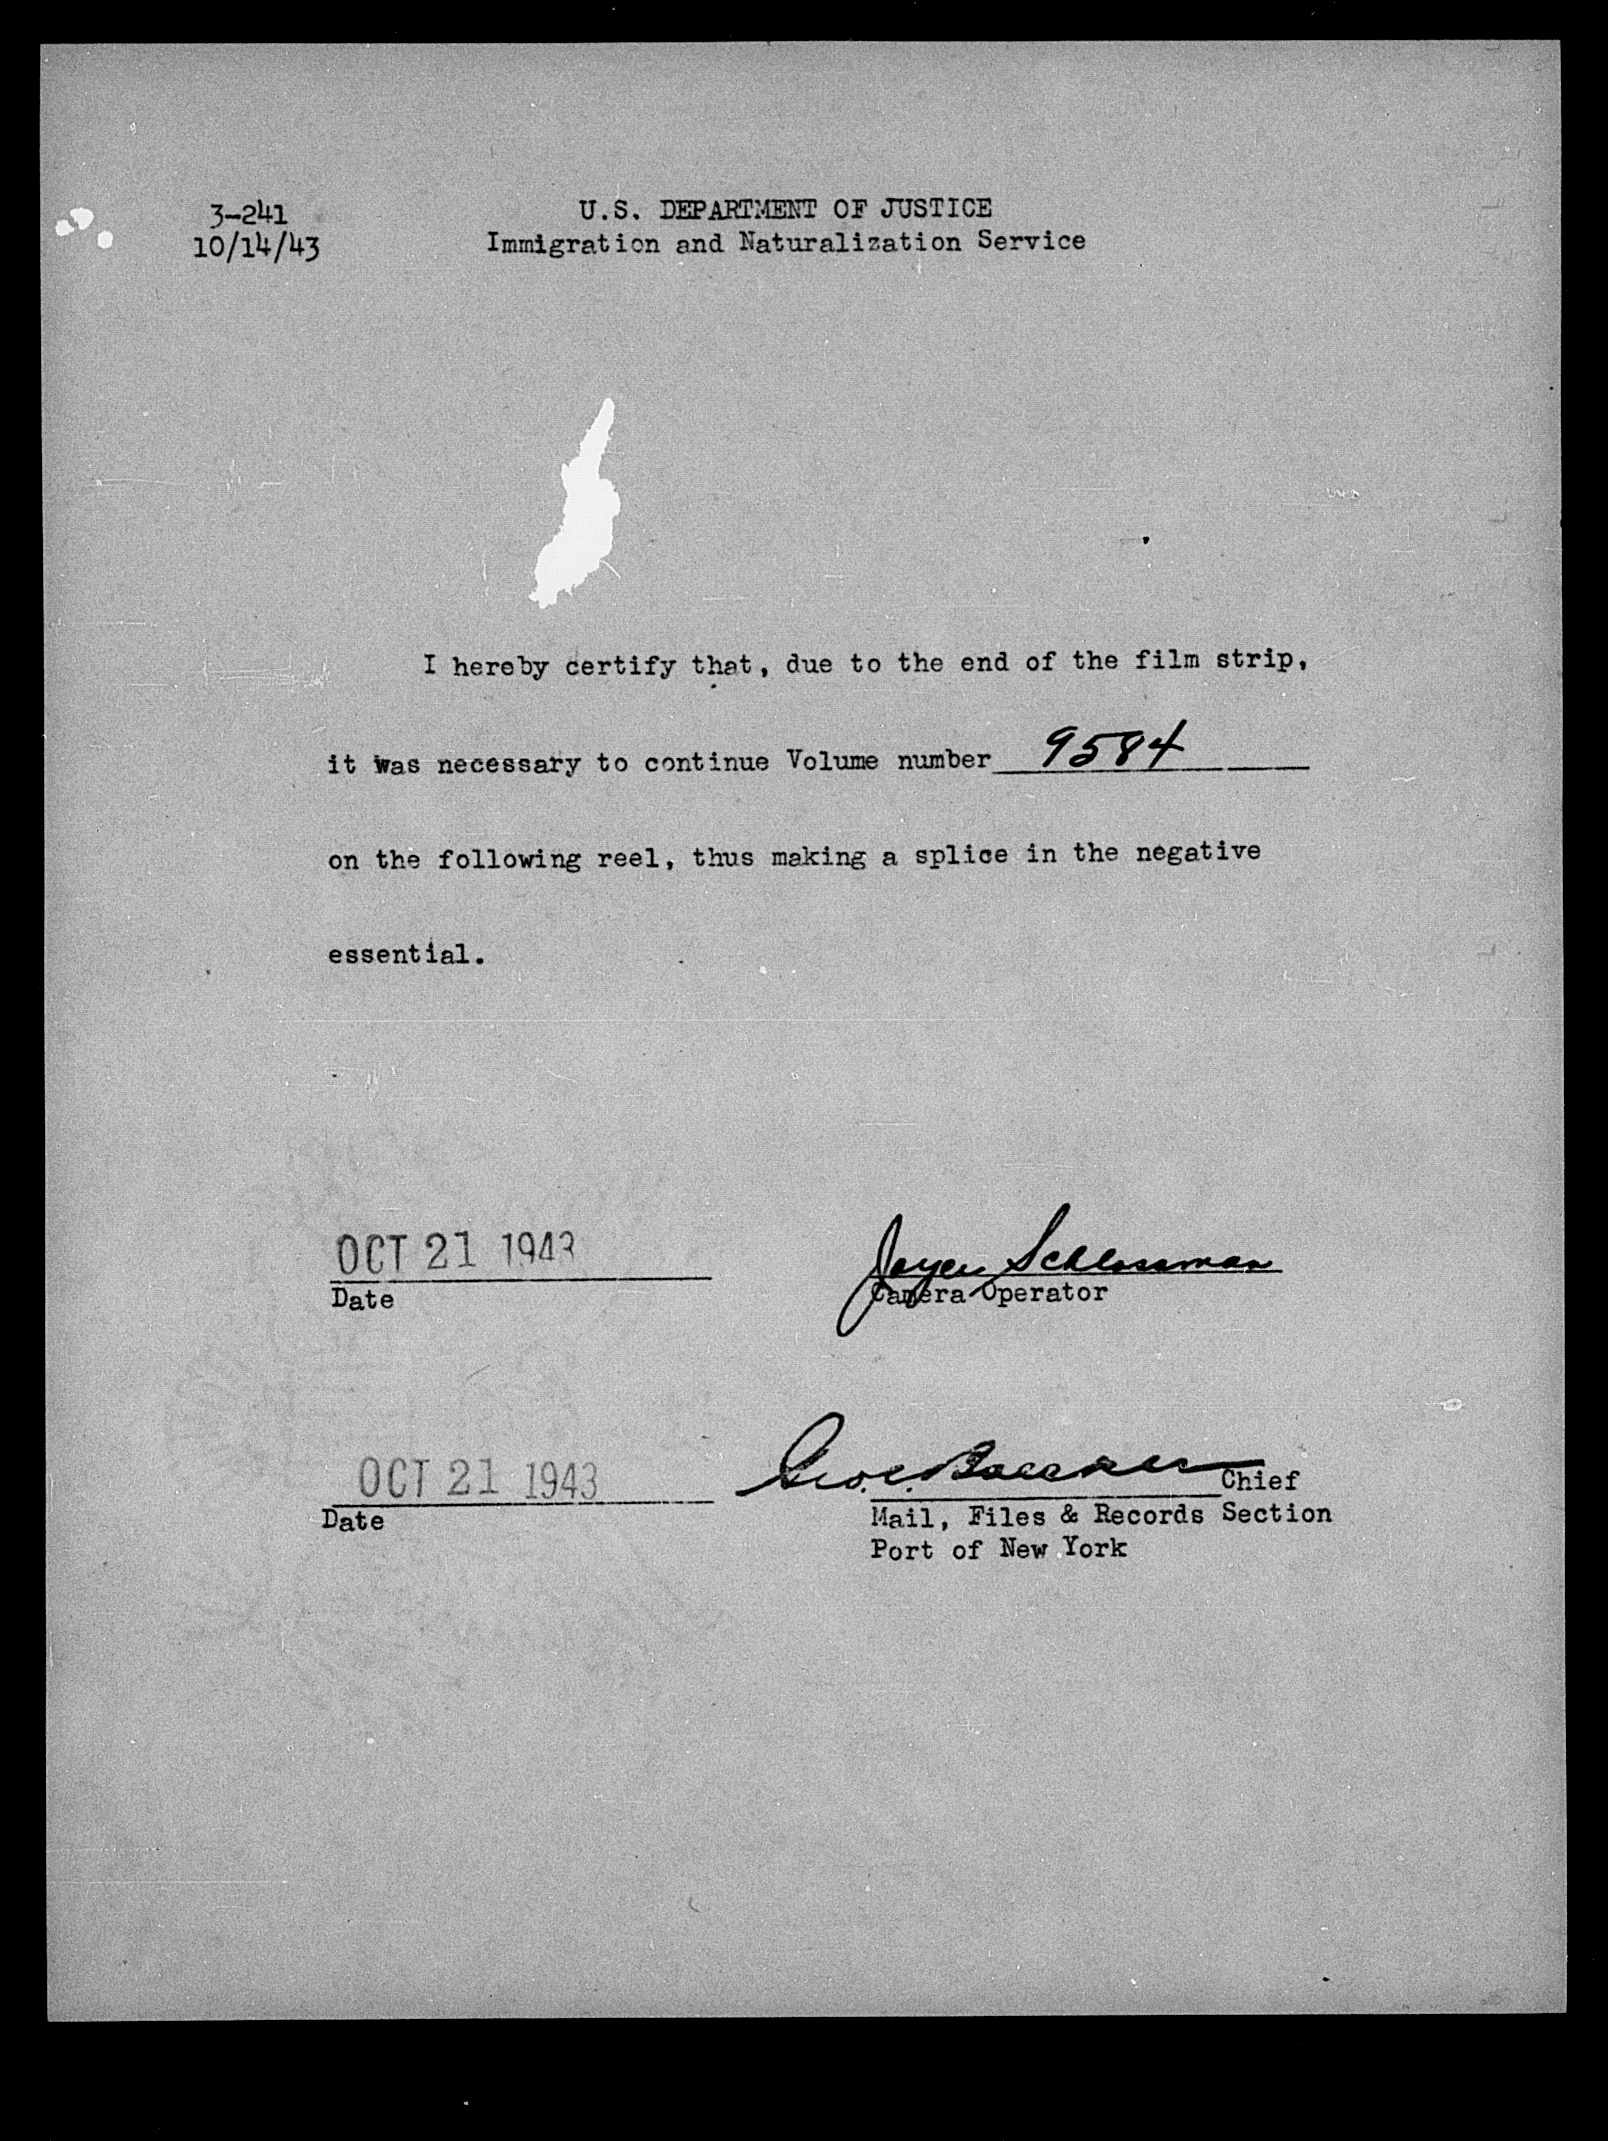 3-241
10/14/43
U.S. DEPARTMENT OF JUSTICE
Immigration and Naturalization Service
I hereby certify that, due to the end of the film strip,
it was necessary to continue Volume number 9584
on the following reel, thus making a splice in the negative
essential.
OCT 21 1943
Date
Schlossman
Camera Operator
OCT 21 1943
Date
Geo. C.
Chief
Mail, Files & Records Section
Port of New York